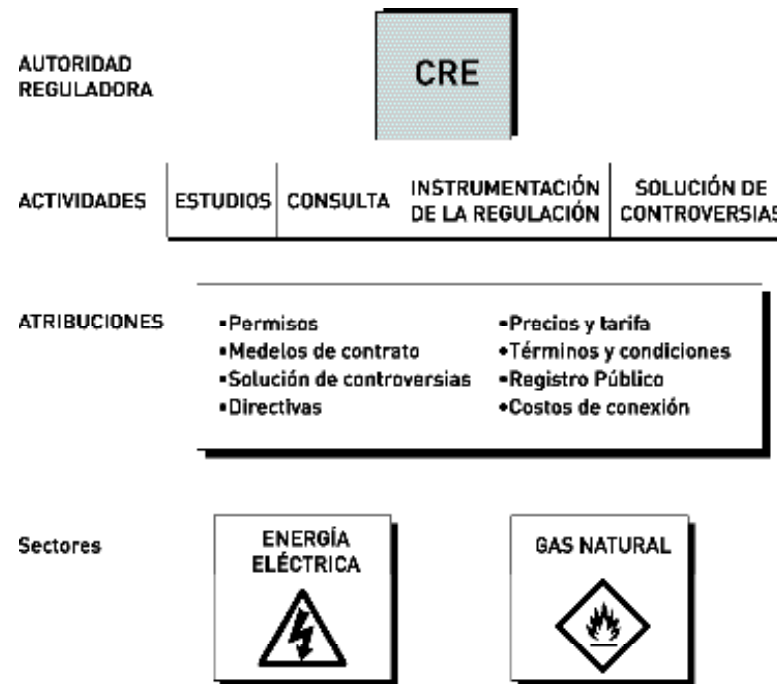 AUTORIDAD
REGULADORA
CRE
ACTIVIDADES
ESTUDIOS
CONSULTA
INSTRUMENTACIÓN
DE LA REGULACIÓN
SOLUCIÓN DE
CONTROVERSIAS
ATRIBUCIONES
▪Permisos
▪Medelos de contrato
▪Solución de controversias
▪Directivas
▪Precios y tarifa
•Términos y condiciones
▪Registro Público
•Costos de conexión
Sectores
ENERGÍA
ELÉCTRICA
GAS NATURAL